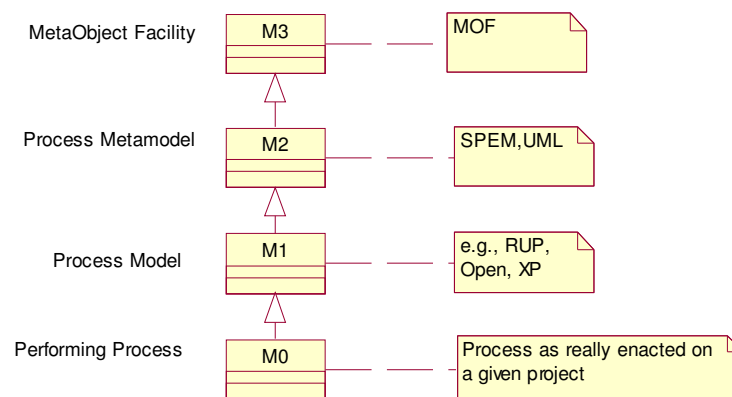 MetaObject Facility
M3
MOF
Process Metamodel
M2
SPEM,UML
Process Model
M1
e.g., RUP,
Open, XP
Performing Process
M0
Process as really enacted on
a given project